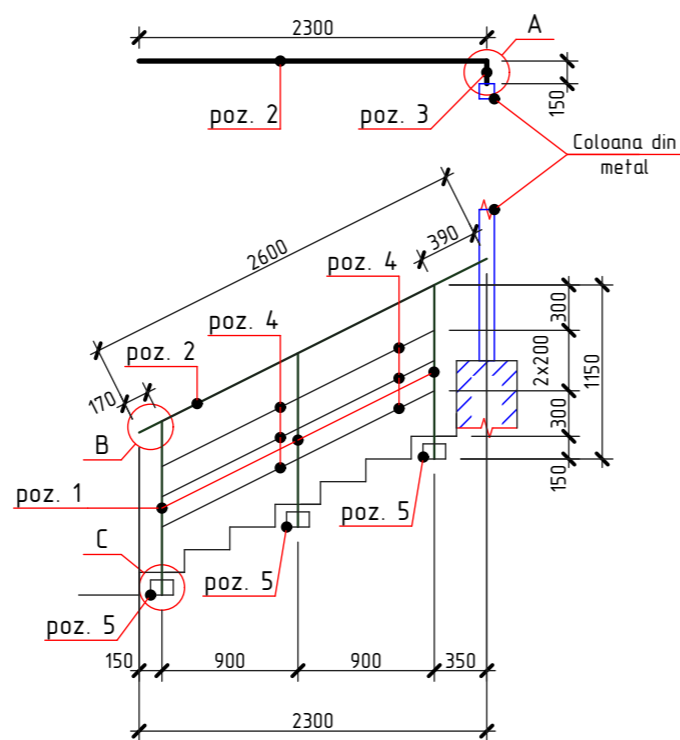 2300
A
poz. 2
poz. 3
150
Coloana din
metal
2600
390
poz. 4
poz. 4
300
poz. 2
2x200
1150
170
B
300
poz. 1
150
poz. 5
C
poz. 5
poz. 5
150
900
900
350
2300